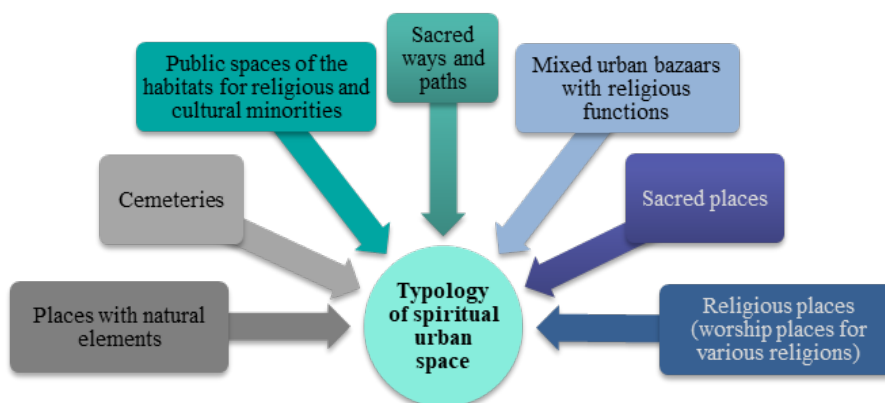 Sacred
ways and
paths
Public spaces of the
habitats for religious and
cultural minorities
Mixed urban bazaars
with religious
functions
Cemeteries
Sacred places
Places with natural
elements
Typology
of spiritual
urban
space
Religious places
(worship places for
various religions)